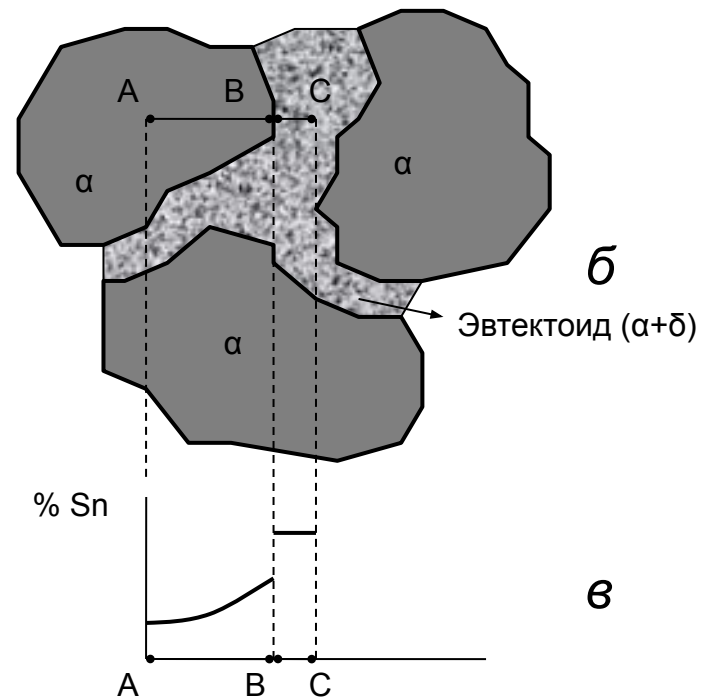 A B C
α α
б
Эвтектоид (α+δ)
α
% Sn
в
A B C